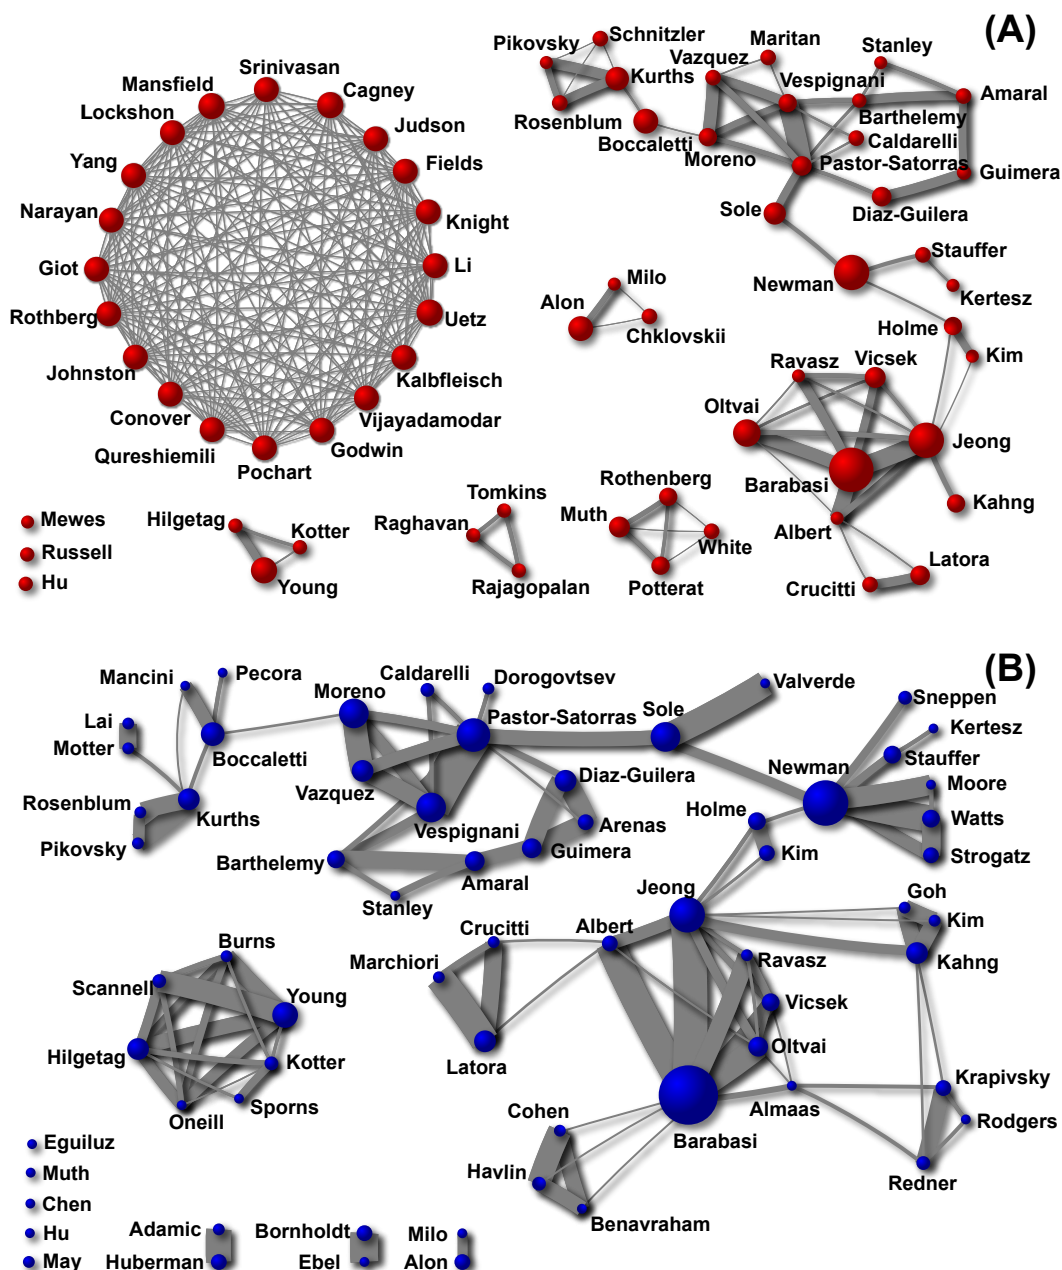 (A)
Schnitzler
Pikovsky
Maritan
Stanley
Vazquez
Srinivasan
Mansfield
Kurths
Vespignani
Amaral
Cagney
Lockshon
Rosenblum
Barthelemy
Judson
Boccaletti
Caldarelli
Moreno
Yang
Fields
Pastor-Satorras
Guimera
Narayan
Knight
Sole
Diaz-Guilera
Stauffer
Giot
Li
Newman
Milo
Kertesz
Rothberg
Uetz
Alon
Holme
Chklovskii
Kim
Johnston
Kalbfleisch
Ravasz
Vicsek
Conover
Vijayadamodar
Oltvai
Qureshiemili
Godwin
Jeong
Pochart
Barabasi
Rothenberg
Tomkins
Kahng
Mewes
Hilgetag
Kotter
Raghavan
Muth
Albert
White
Russell
Latora
Hu
Young
Rajagopalan
Potterat
Crucitti
(B)
Mancini
Pecora
Caldarelli
Dorogovtsev
Valverde
Moreno
Sneppen
Lai
Pastor-Satorras
Sole
Kertesz
Motter
Boccaletti
Stauffer
Newman
Diaz-Guilera
Moore
Rosenblum
Vazquez
Holme
Kurths
Watts
Arenas
Vespignani
Pikovsky
Guimera
Kim
Strogatz
Barthelemy
Amaral
Jeong
Goh
Stanley
Crucitti
Albert
Kim
Burns
Ravasz
Kahng
Marchiori
Scannell
Young
Vicsek
Hilgetag
Oltvai
Kotter
Latora
Krapivsky
Sporns
Cohen
Almaas
Oneill
Rodgers
Eguiluz
Barabasi
Muth
Havlin
Redner
Chen
Benavraham
Hu
Adamic
Bornholdt
Milo
May
Huberman
Ebel
Alon